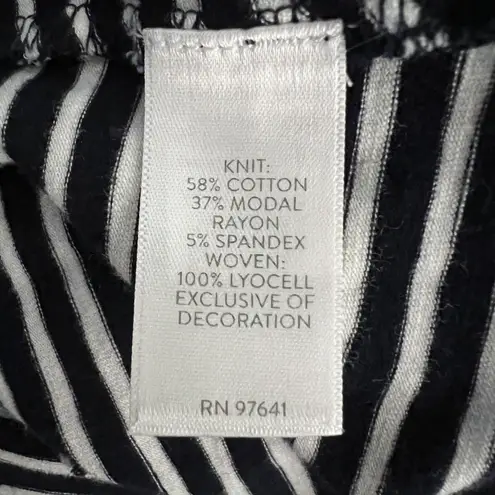 KNIT:
58% COTTON
37% MODAL
RAYON
5% SPANDEX
WOVEN:
100% LYOCELL
EXCLUSIVE OF
DECORATION
RN 97641